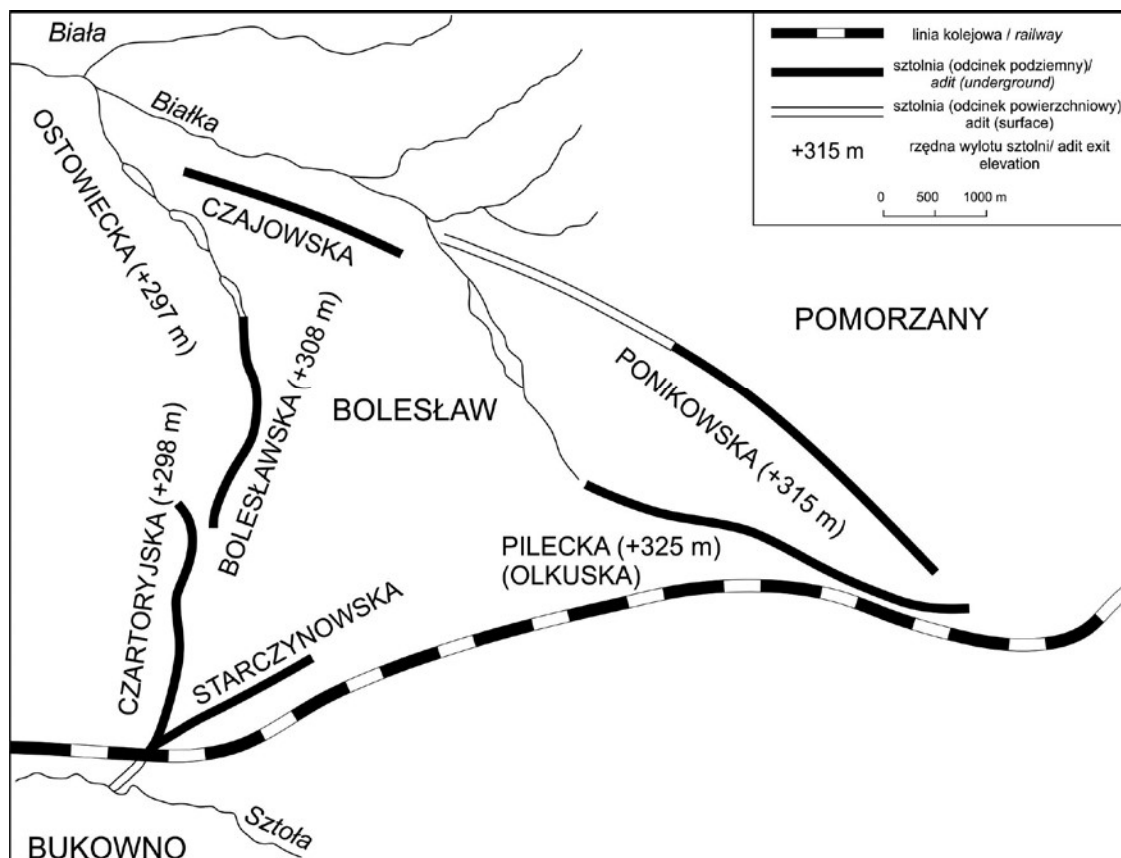 Biała
Białka
OSTOWIECKA (+297 m)
CZAJOWSKA
BOLESŁAWSKA (+308 m)
CZARTORYJSKA (+298 m)
BOLESŁAW
POMORZANY
PONIKOWSKA (+315 m)
PILECKA (+325 m)
(OLKUSKA)
STARCZYNOWSKA
Sztoła
BUKOWNO
linia kolejowa / railway
sztolnia (odcinek podziemny)/
adit (underground)
sztolnia (odcinek powierzchniowy)/
adit (surface)
+315 m
rzędna wylotu sztolni/ adit exit
elevation
0 500 1000 m